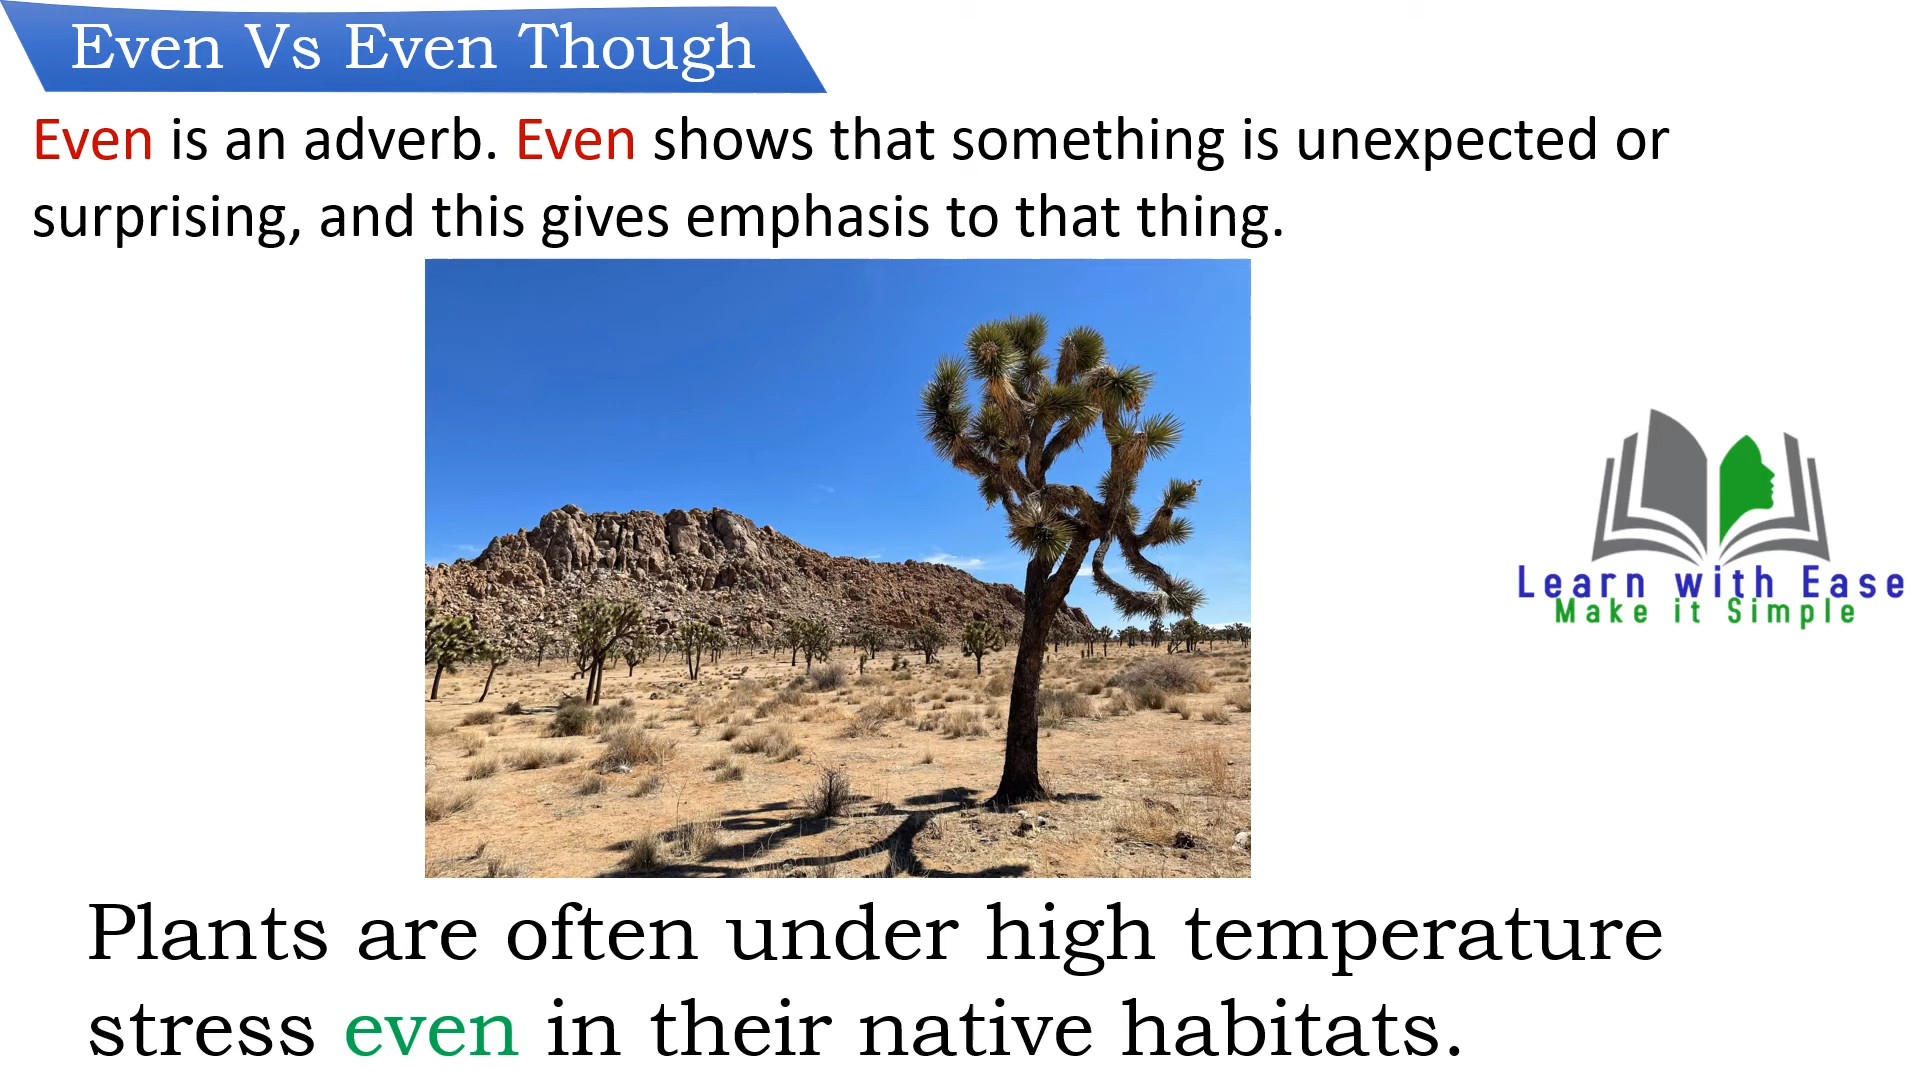 Even Vs Even Though
Even is an adverb. Even shows that something is unexpected or
surprising, and this gives emphasis to that thing.
Learn with Ease
Make it Simple
Plants are often under high temperature
stress even in their native habitats.